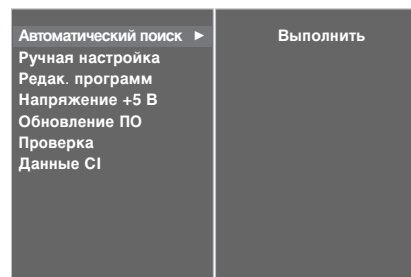 Автоматический поиск ►
Выполнить
Ручная настройка
Редак. программ
Напряжение +5 В
Обновление ПО
Проверка
Данные CI